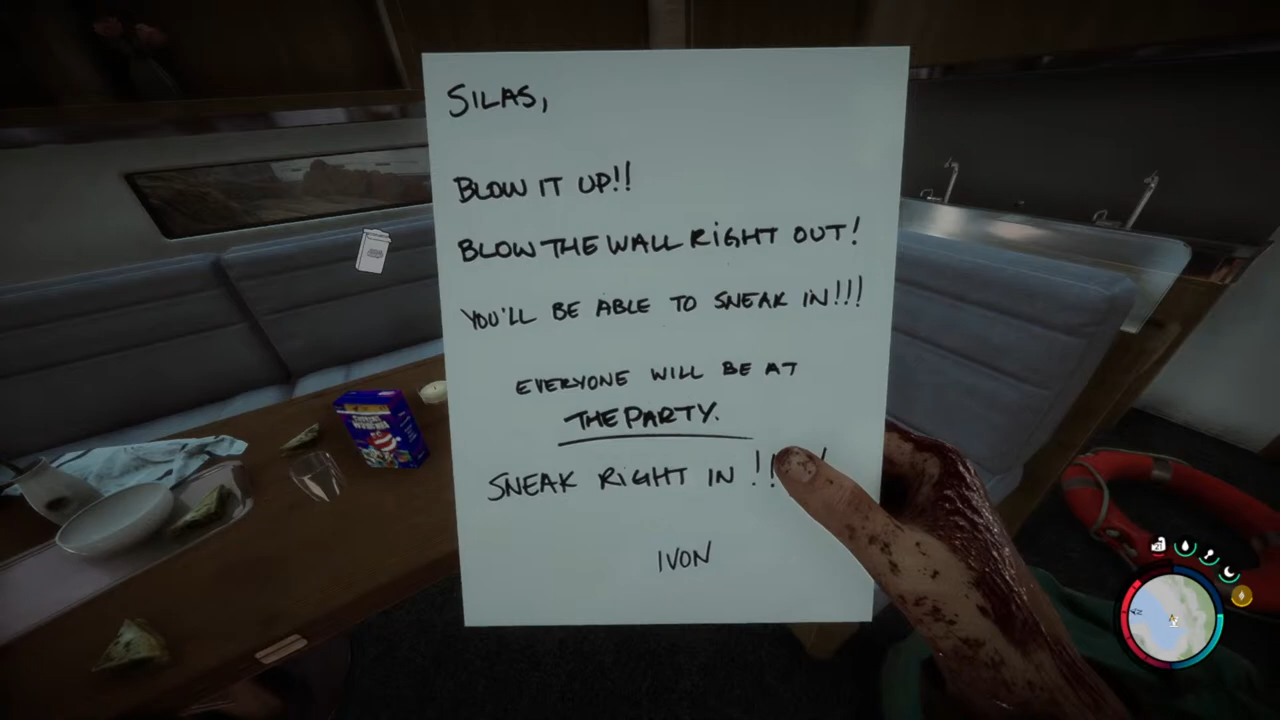 SILAS,
BLOW IT UP!!
BLOW THE WALL RIGHT OUT!
YOU'LL BE ABLE TO SNEAK IN!!!
EVERYONE WILL BE AT
THE PARTY.
SNEAK RIGHT IN !!
IVON